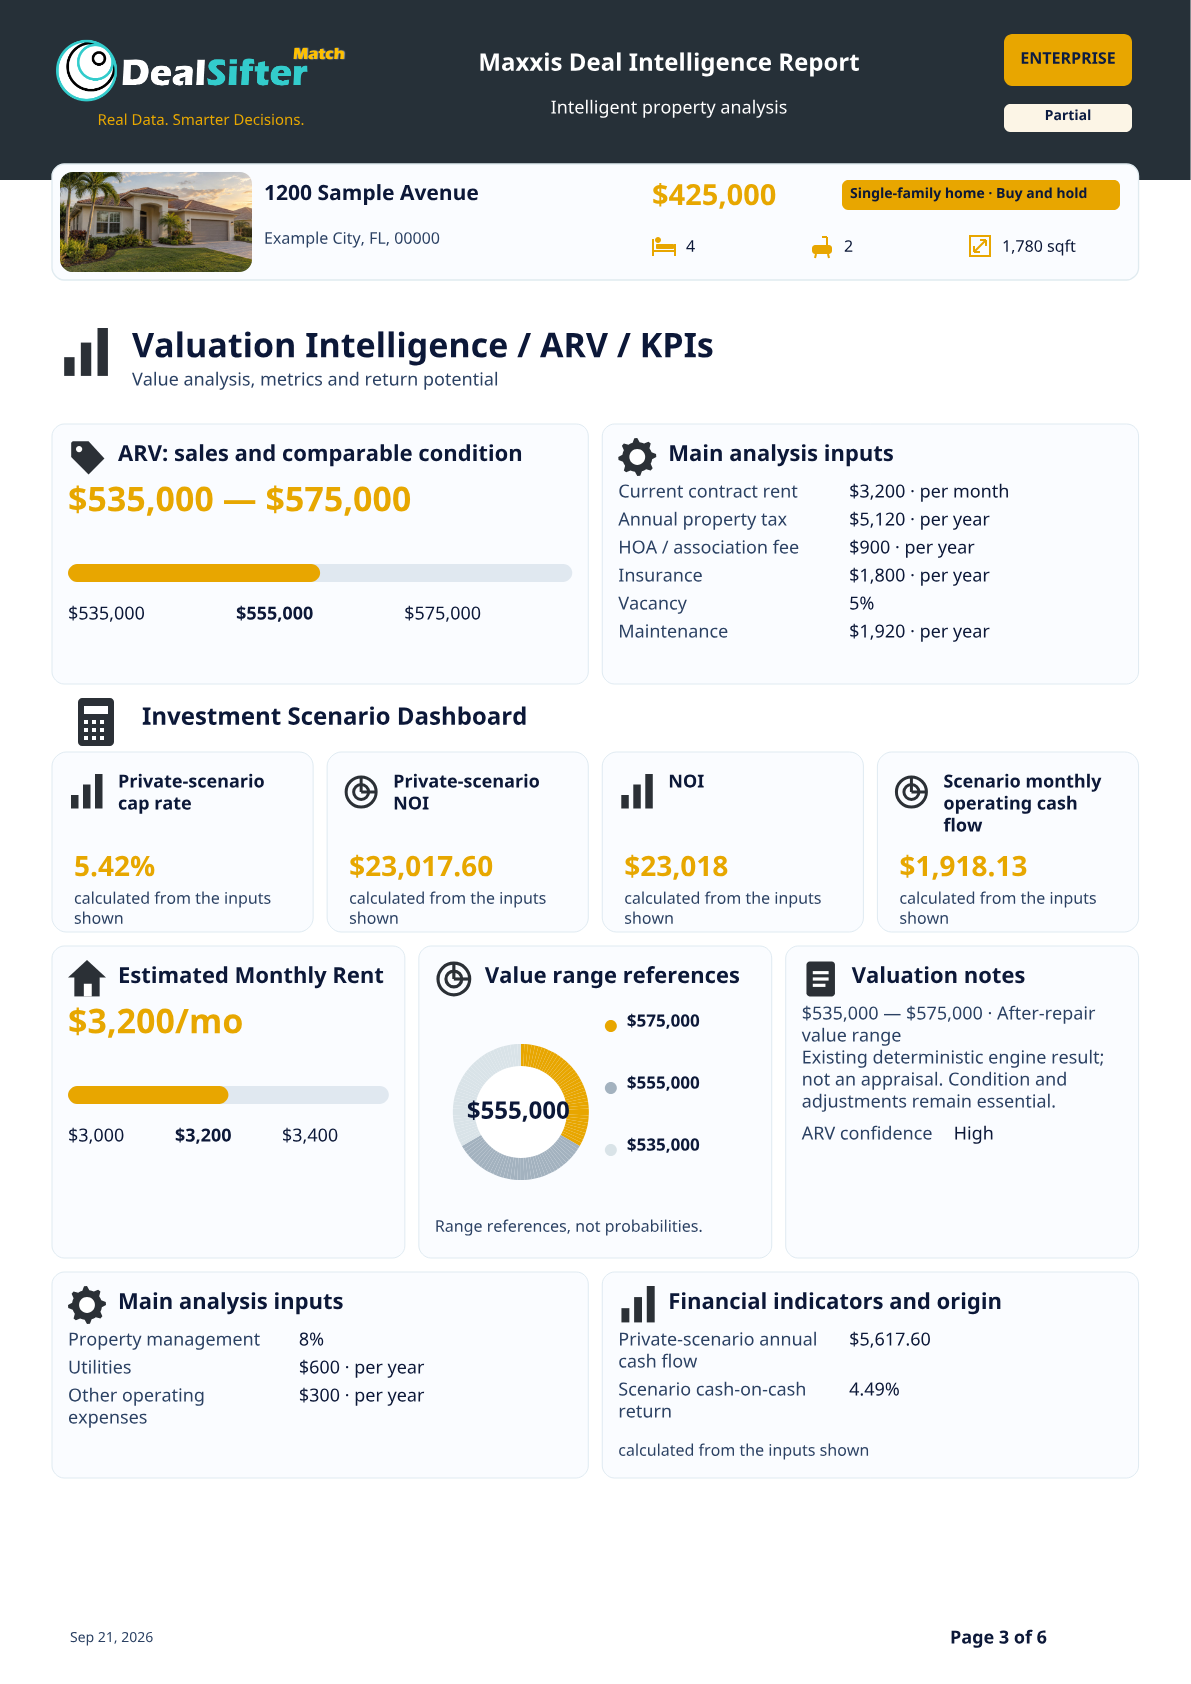 DealSifter Match
Real Data. Smarter Decisions.
Maxxis Deal Intelligence Report
Intelligent property analysis
ENTERPRISE
Partial
1200 Sample Avenue
Example City, FL, 00000
$425,000
Single-family home · Buy and hold
4
2
1,780 sqft
Valuation Intelligence / ARV / KPIs
Value analysis, metrics and return potential
ARV: sales and comparable condition
$535,000 — $575,000
$535,000 $555,000 $575,000
Main analysis inputs
Current contract rent $3,200 · per month
Annual property tax $5,120 · per year
HOA / association fee $900 · per year
Insurance $1,800 · per year
Vacancy 5%
Maintenance $1,920 · per year
Investment Scenario Dashboard
Private-scenario
cap rate
5.42%
calculated from the inputs
shown
Private-scenario
NOI
$23,017.60
calculated from the inputs
shown
NOI
$23,018
calculated from the inputs
shown
Scenario monthly
operating cash
flow
$1,918.13
calculated from the inputs
shown
Estimated Monthly Rent
$3,200/mo
$3,000 $3,200 $3,400
Value range references
$575,000
$555,000
$535,000
$555,000
Range references, not probabilities.
Valuation notes
$535,000 — $575,000 · After-repair
value range
Existing deterministic engine result;
not an appraisal. Condition and
adjustments remain essential.
ARV confidence High
Main analysis inputs
Property management 8%
Utilities $600 · per year
Other operating $300 · per year
expenses
Financial indicators and origin
Private-scenario annual $5,617.60
cash flow
Scenario cash-on-cash 4.49%
return
calculated from the inputs shown
Sep 21, 2026
Page 3 of 6